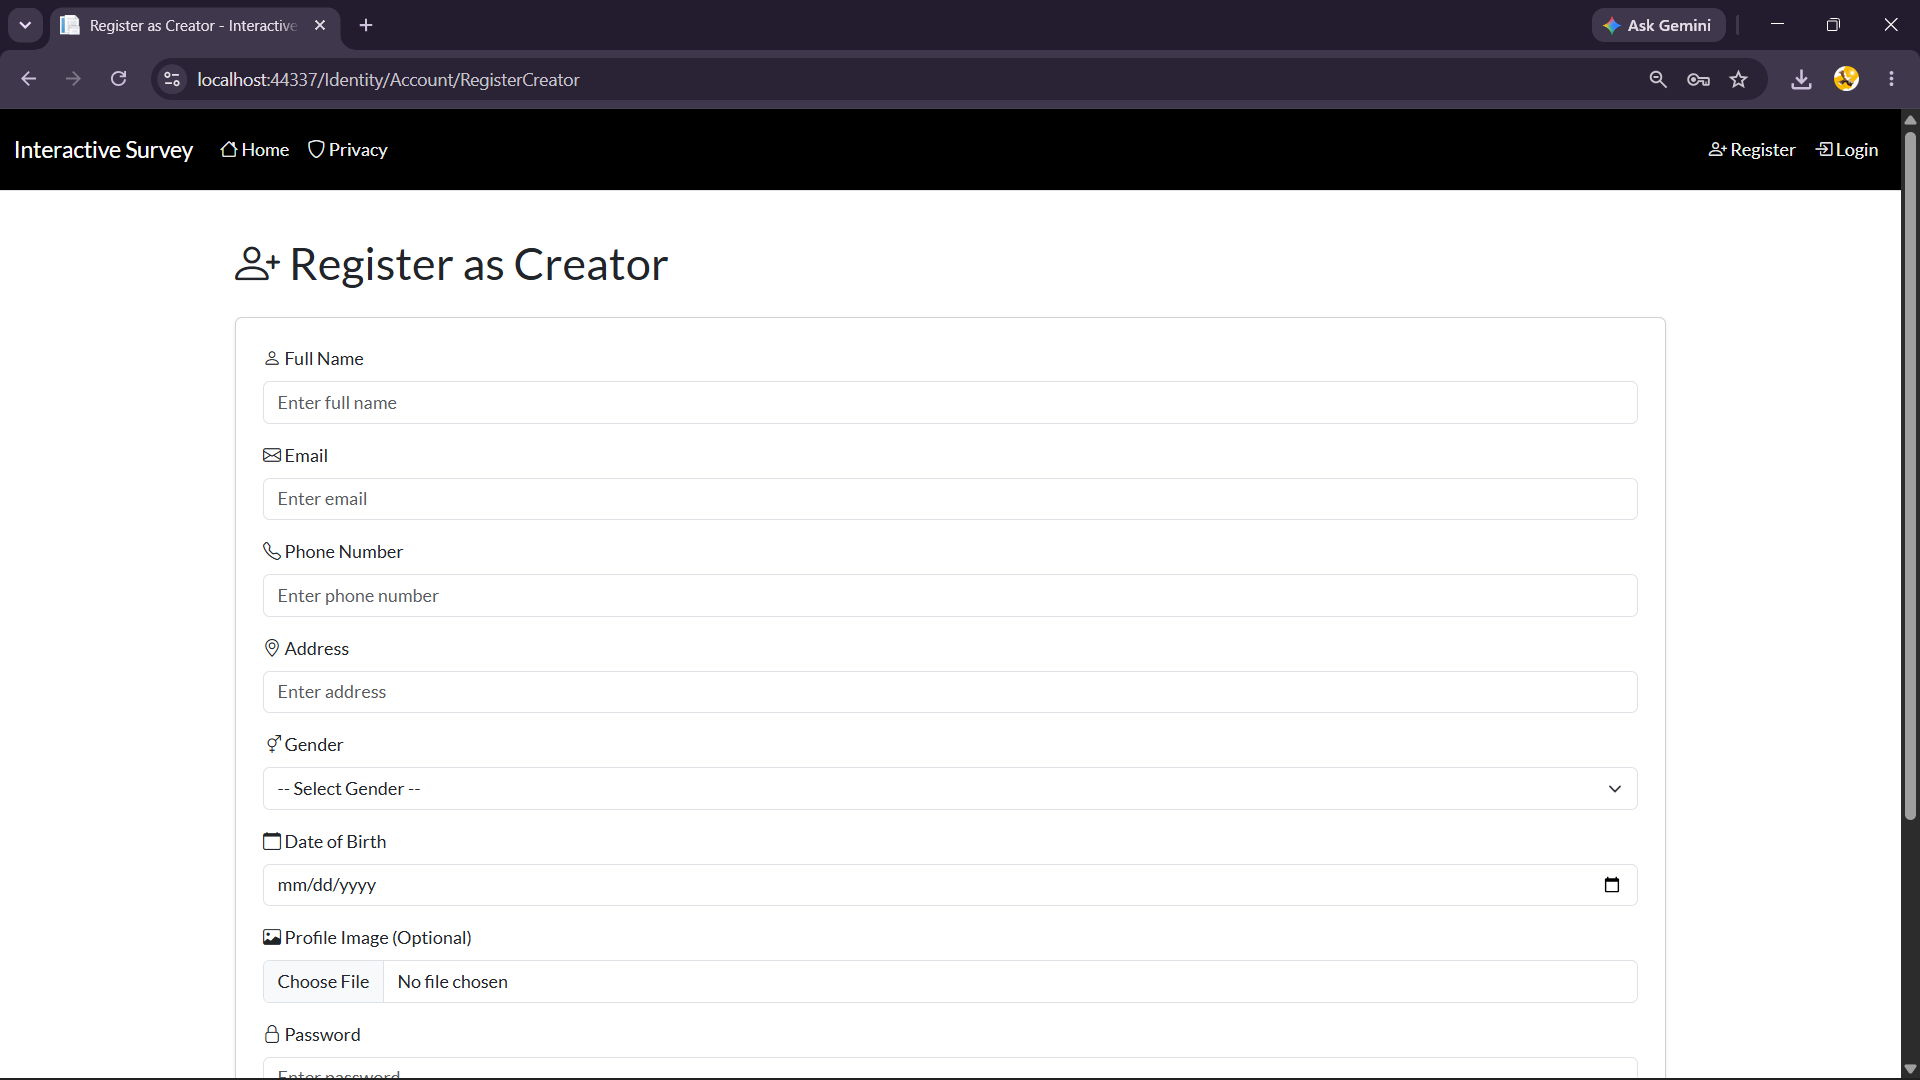 Register as Creator - Interactive
Ask Gemini
localhost:44337/Identity/Account/RegisterCreator
Interactive Survey Home Privacy Register Login
Register as Creator
Full Name
Enter full name
Email
Enter email
Phone Number
Enter phone number
Address
Enter address
Gender
-- Select Gender --
Date of Birth
mm/dd/yyyy
Profile Image (Optional)
Choose File No file chosen
Password
Enter password